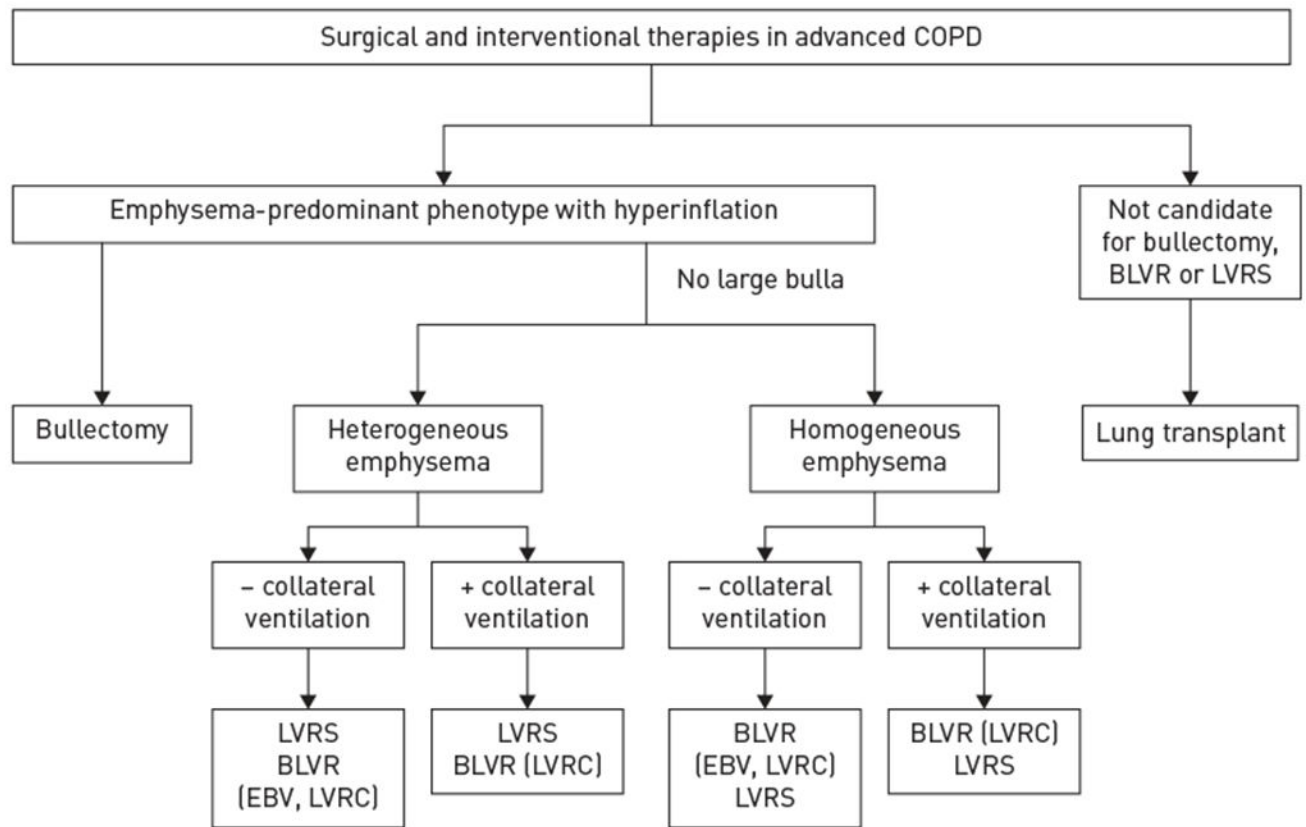 Surgical and interventional therapies in advanced COPD
Emphysema-predominant phenotype with hyperinflation
Not candidate
for bullectomy,
BLVR or LVRS
No large bulla
Bullectomy
Heterogeneous
emphysema
Homogeneous
emphysema
Lung transplant
– collateral
ventilation
+ collateral
ventilation
– collateral
ventilation
+ collateral
ventilation
LVRS
BLVR
(EBV, LVRC)
LVRS
BLVR (LVRC)
BLVR
(EBV, LVRC)
LVRS
BLVR (LVRC)
LVRS